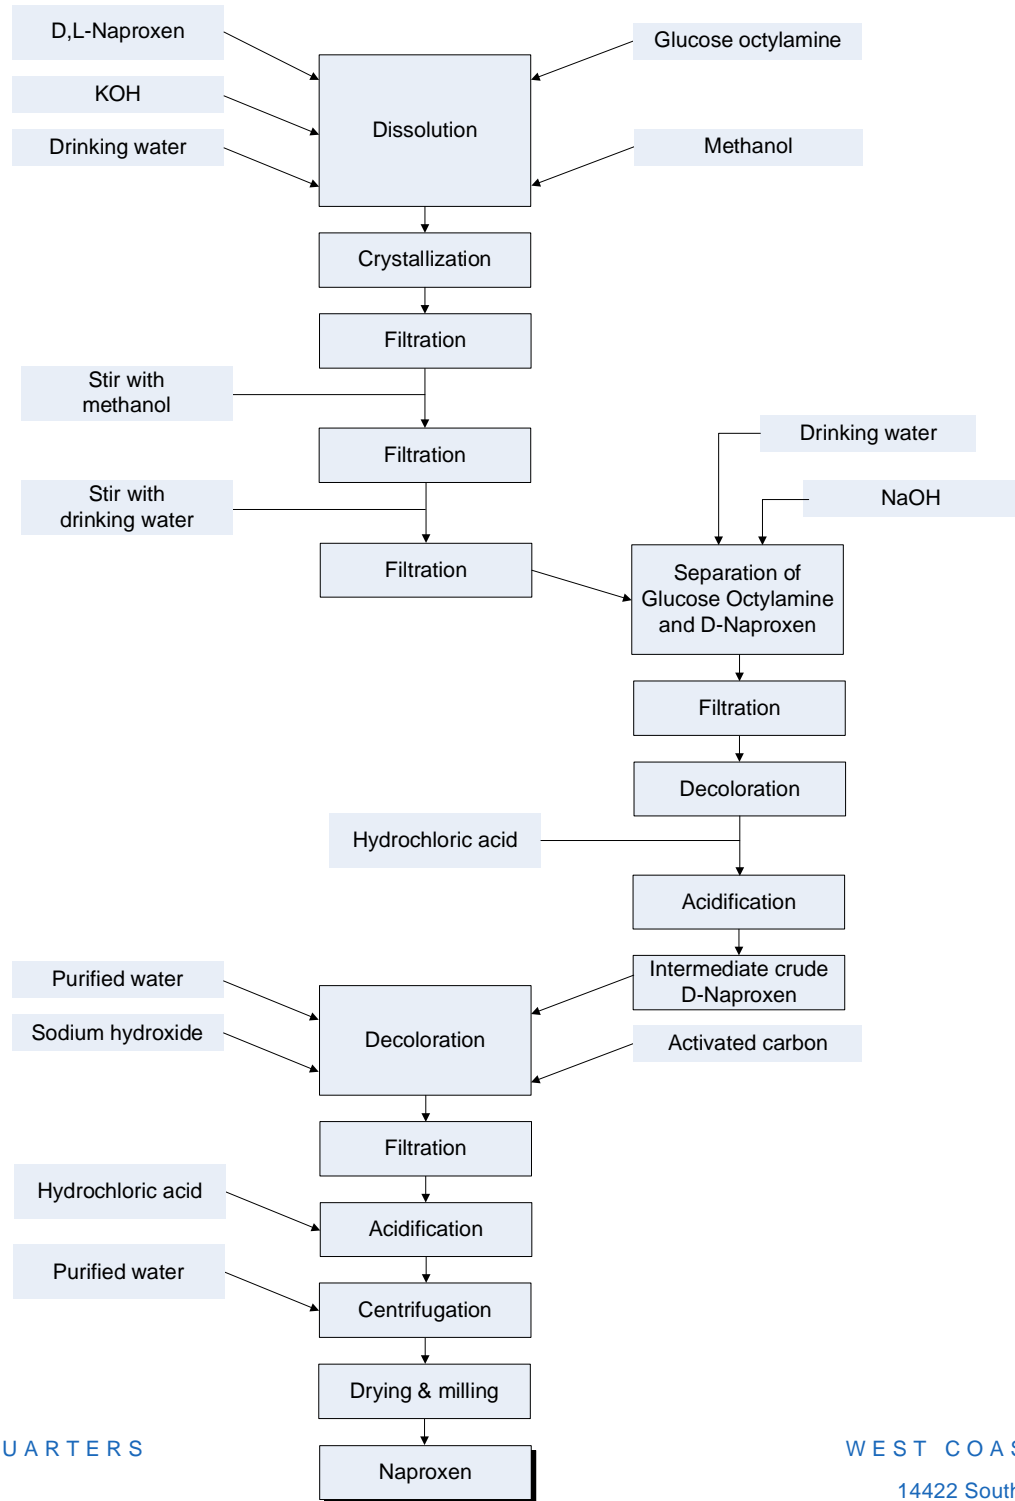 D,L-Naproxen
Glucose octylamine
KOH
Dissolution
Drinking water
Methanol
Crystallization
Filtration
Stir with
methanol
Filtration
Drinking water
Stir with
drinking water
NaOH
Filtration
Separation of
Glucose Octylamine
and D-Naproxen
Filtration
Decoloration
Hydrochloric acid
Acidification
Intermediate crude
D-Naproxen
Purified water
Sodium hydroxide
Decoloration
Activated carbon
Filtration
Hydrochloric acid
Acidification
Purified water
Centrifugation
Drying & milling
Naproxen
UARTERS
WEST COAS
14422 South